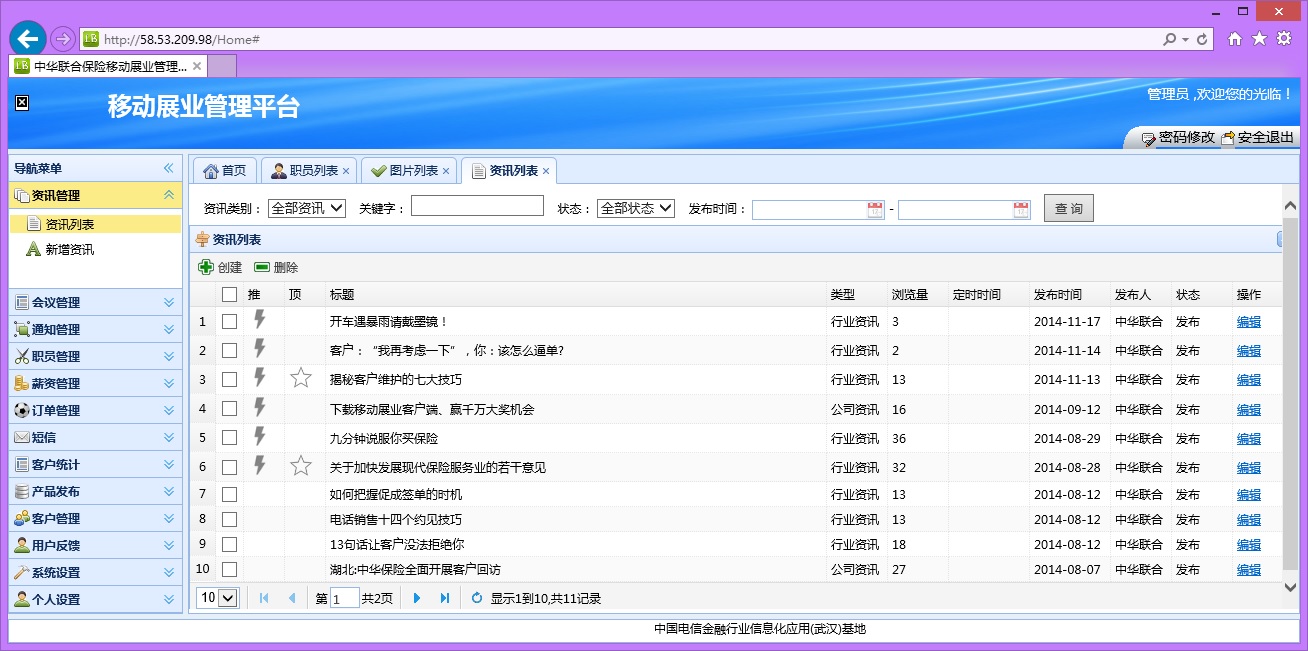 http://58.53.209.98/Home#
中华联合保险移动展业管理...
移动展业管理平台
管理员 ,欢迎您的光临！
密码修改 安全退出
导航菜单
首页 职员列表 图片列表 资讯列表
资讯管理
资讯列表
新增资讯
会议管理
通知管理
职员管理
薪资管理
订单管理
短信
客户统计
产品发布
客户管理
用户反馈
系统设置
个人设置
资讯类别： 全部资讯 关键字： 状态： 全部状态 发布时间： - 查 询
资讯列表
创建 删除
推 顶 标题 类型 浏览量 定时时间 发布时间 发布人 状态 操作
1 开车遇暴雨请戴墨镜！ 行业资讯 3 2014-11-17 中华联合 发布 编辑
2 客户：“我再考虑一下”，你：该怎么逼单? 行业资讯 2 2014-11-14 中华联合 发布 编辑
3 揭秘客户维护的七大技巧 行业资讯 13 2014-11-13 中华联合 发布 编辑
4 下载移动展业客户端、赢千万大奖机会 公司资讯 16 2014-09-12 中华联合 发布 编辑
5 九分钟说服你买保险 行业资讯 36 2014-08-29 中华联合 发布 编辑
6 关于加快发展现代保险服务业的若干意见 行业资讯 32 2014-08-28 中华联合 发布 编辑
7 如何把握促成签单的时机 行业资讯 13 2014-08-12 中华联合 发布 编辑
8 电话销售十四个约见技巧 行业资讯 13 2014-08-12 中华联合 发布 编辑
9 13句话让客户没法拒绝你 行业资讯 18 2014-08-12 中华联合 发布 编辑
10 湖北:中华保险全面开展客户回访 公司资讯 27 2014-08-07 中华联合 发布 编辑
10 第 1 共2页 显示1到10,共11记录
中国电信金融行业信息化应用(武汉)基地